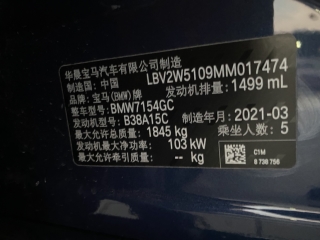 华晨宝马汽车有限公司制造
制造国：中国 LBV2W5109MM017474
品牌：宝马(BMW)牌 发动机排量：1499 mL
整车型号：BMW7154GC
发动机型号：B38A15C 制造年月：2021-03
最大允许总质量：1845 kg 乘坐人数：5
发动机最大净功率：103 kW C1M
最大允许牵引质量：-- kg 8 738 756